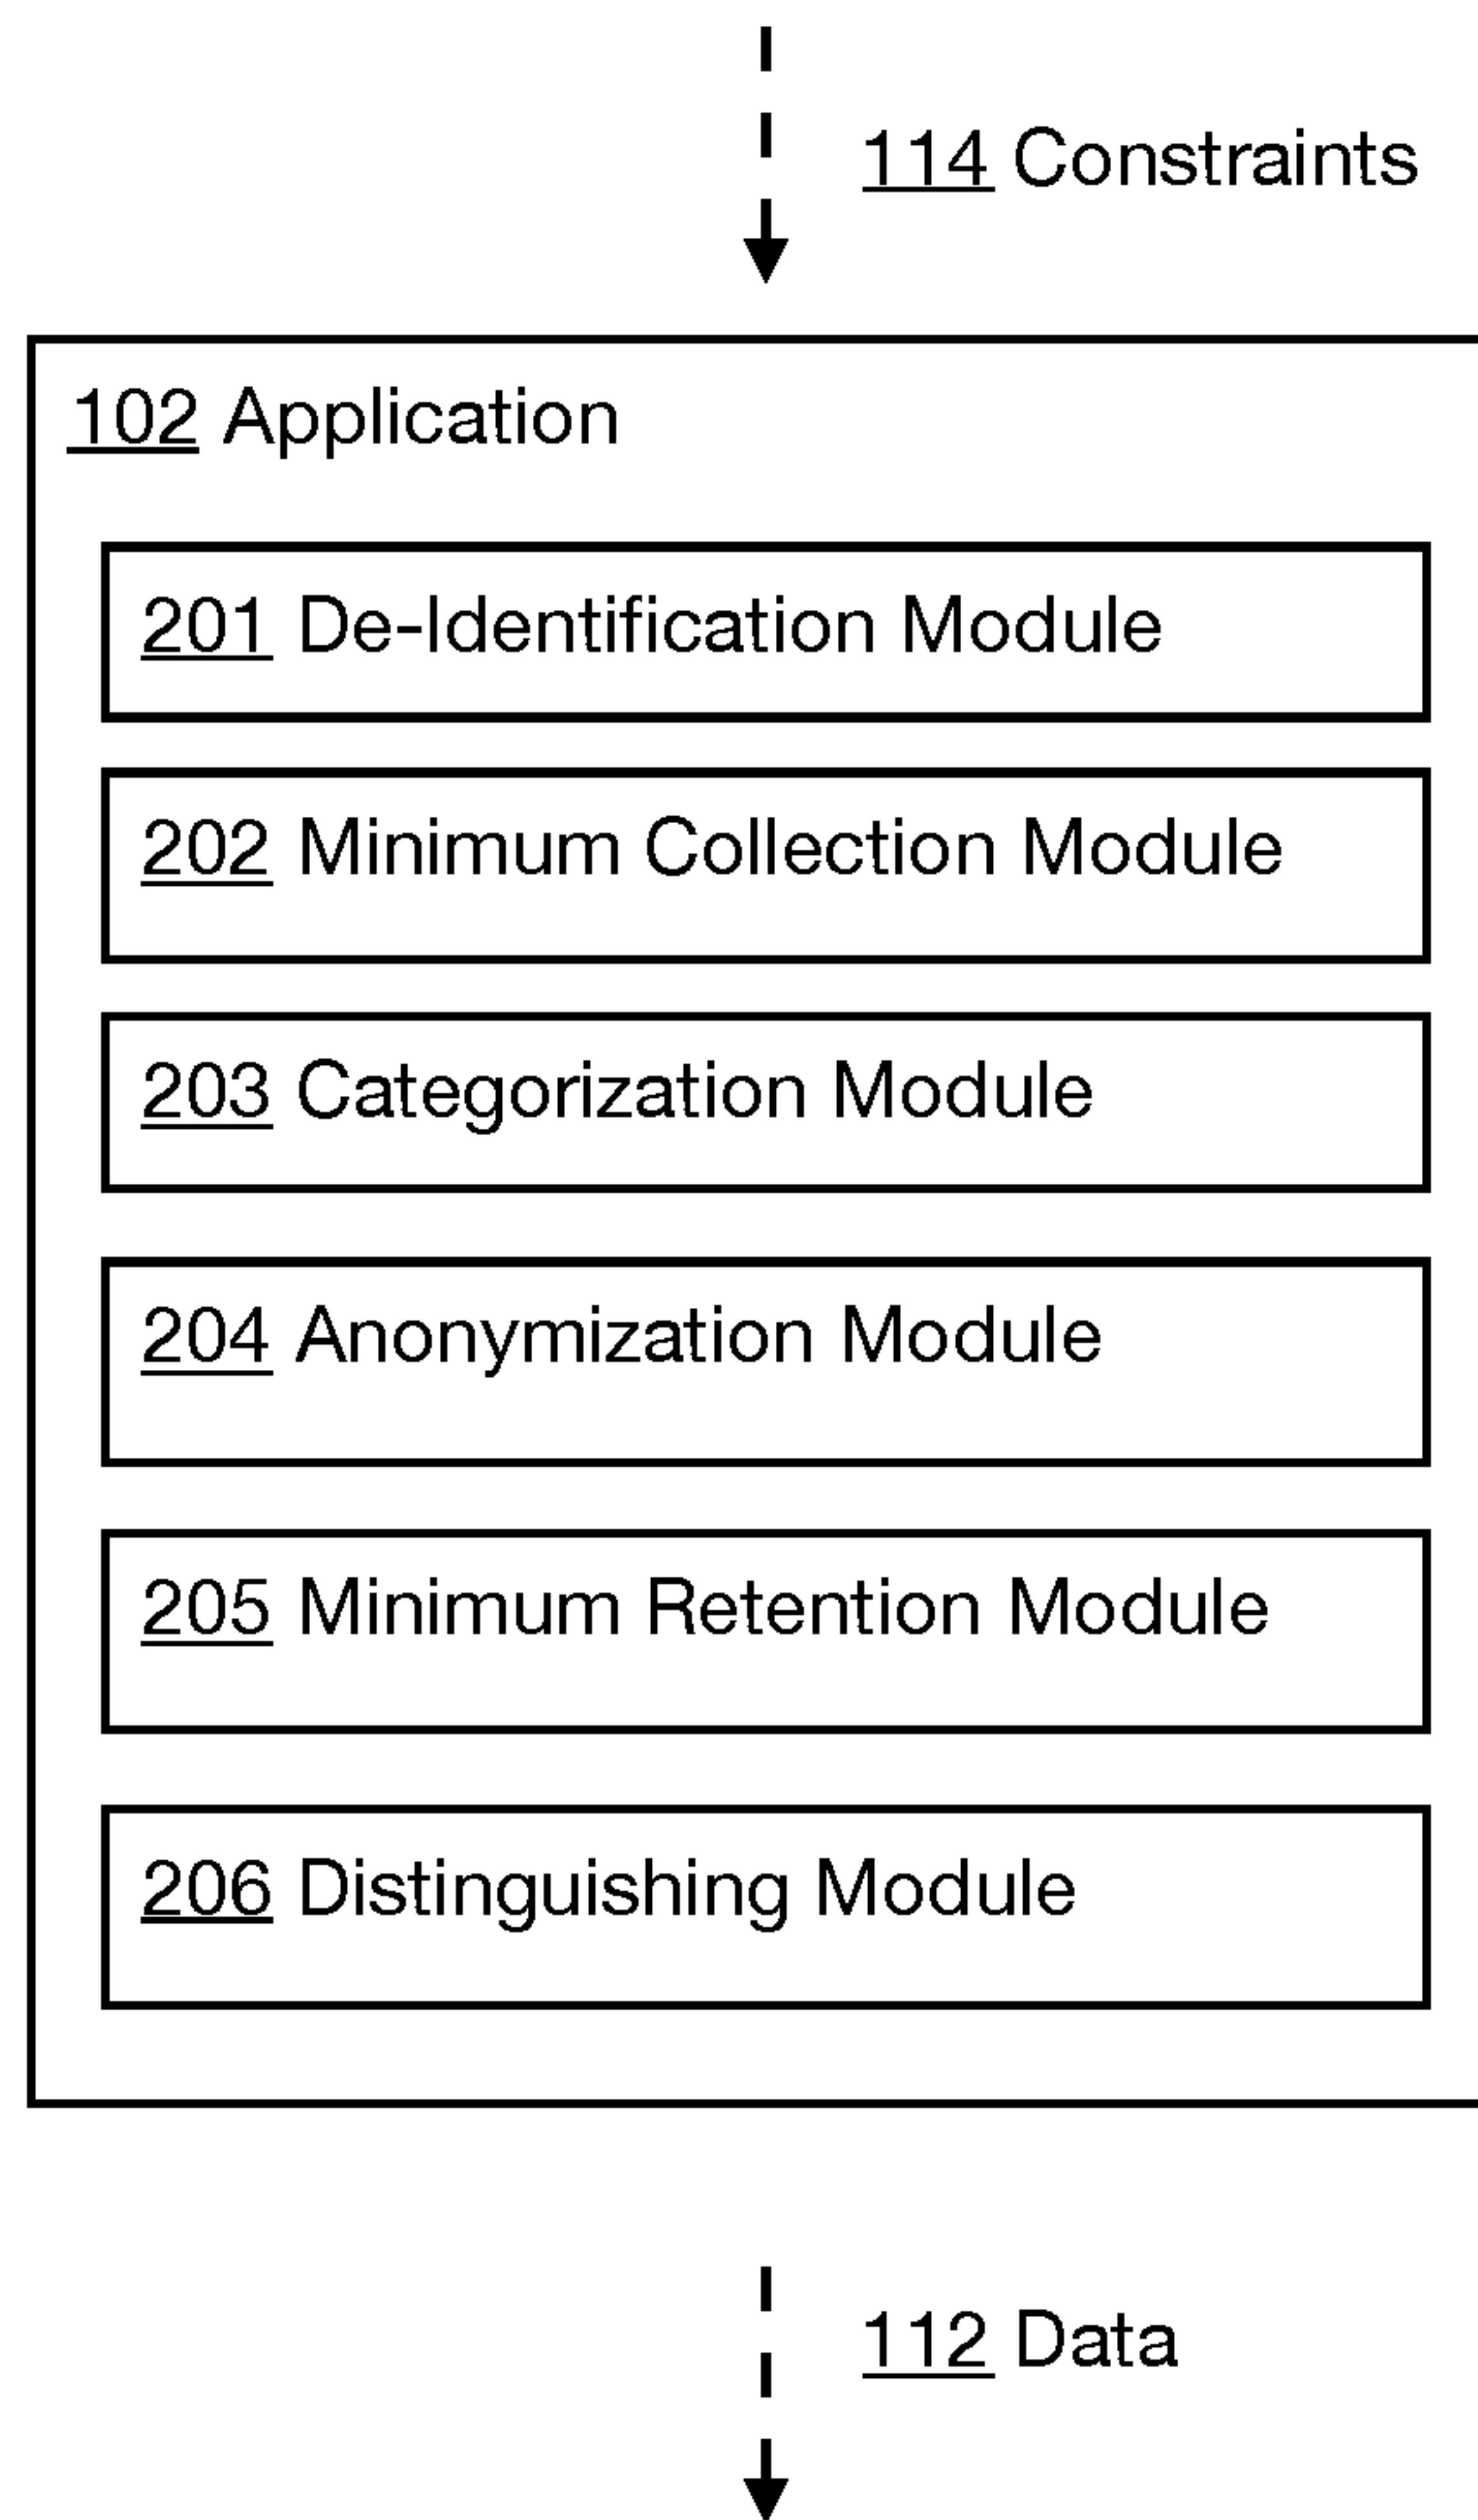 114 Constraints
102 Application
201 De-Identification Module
202 Minimum Collection Module
203 Categorization Module
204 Anonymization Module
205 Minimum Retention Module
206 Distinguishing Module
112 Data